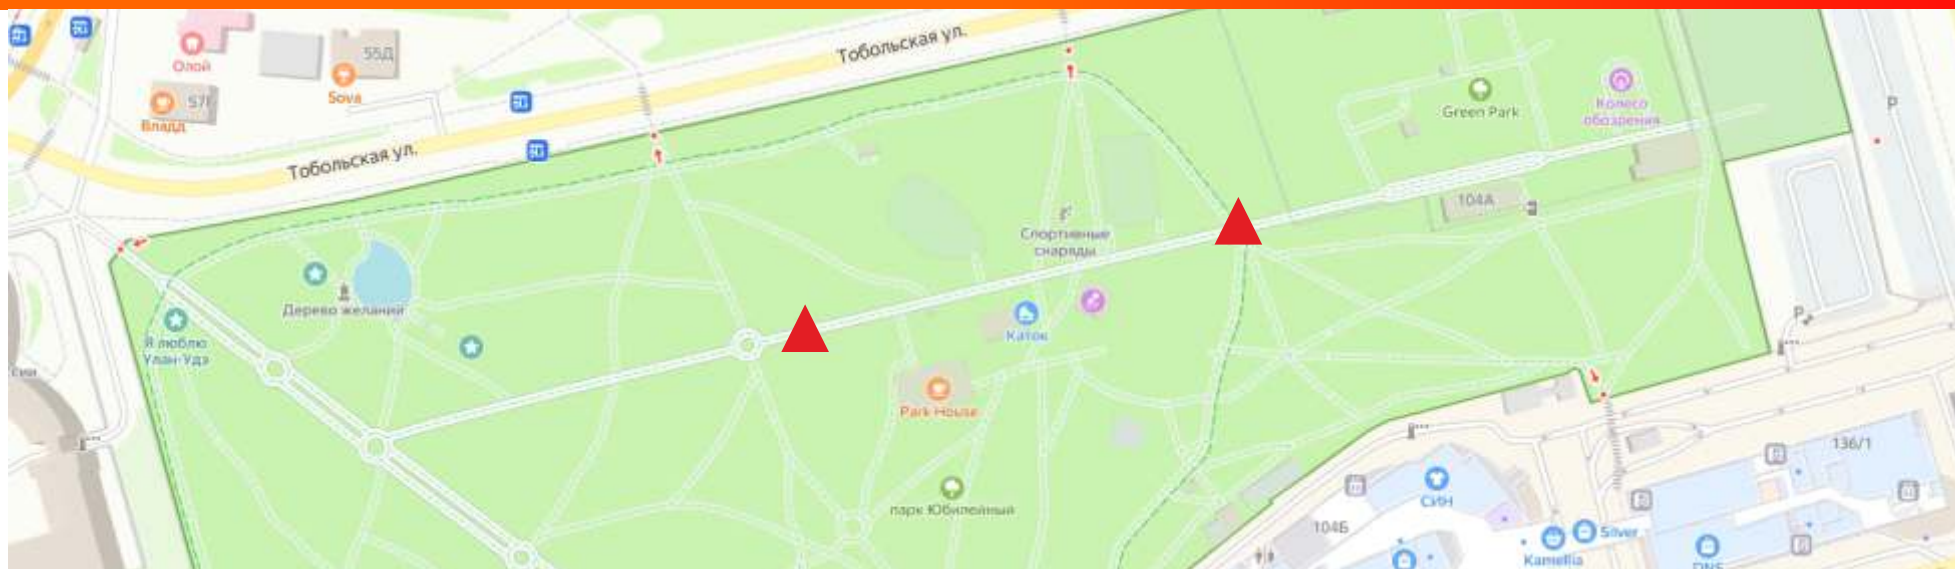 Олой
55Д
Sova
57Г
Владд
Тобольская ул.
Тобольская ул.
Green Park
Колесо
обозрения
P
104А
Спортивные
снаряды
Дерево желаний
Я люблю
Улан-Удэ
Каток
P
Park House
парк Юбилейный
136/1
СИН
104Б
Silver
Kamellia
DNS